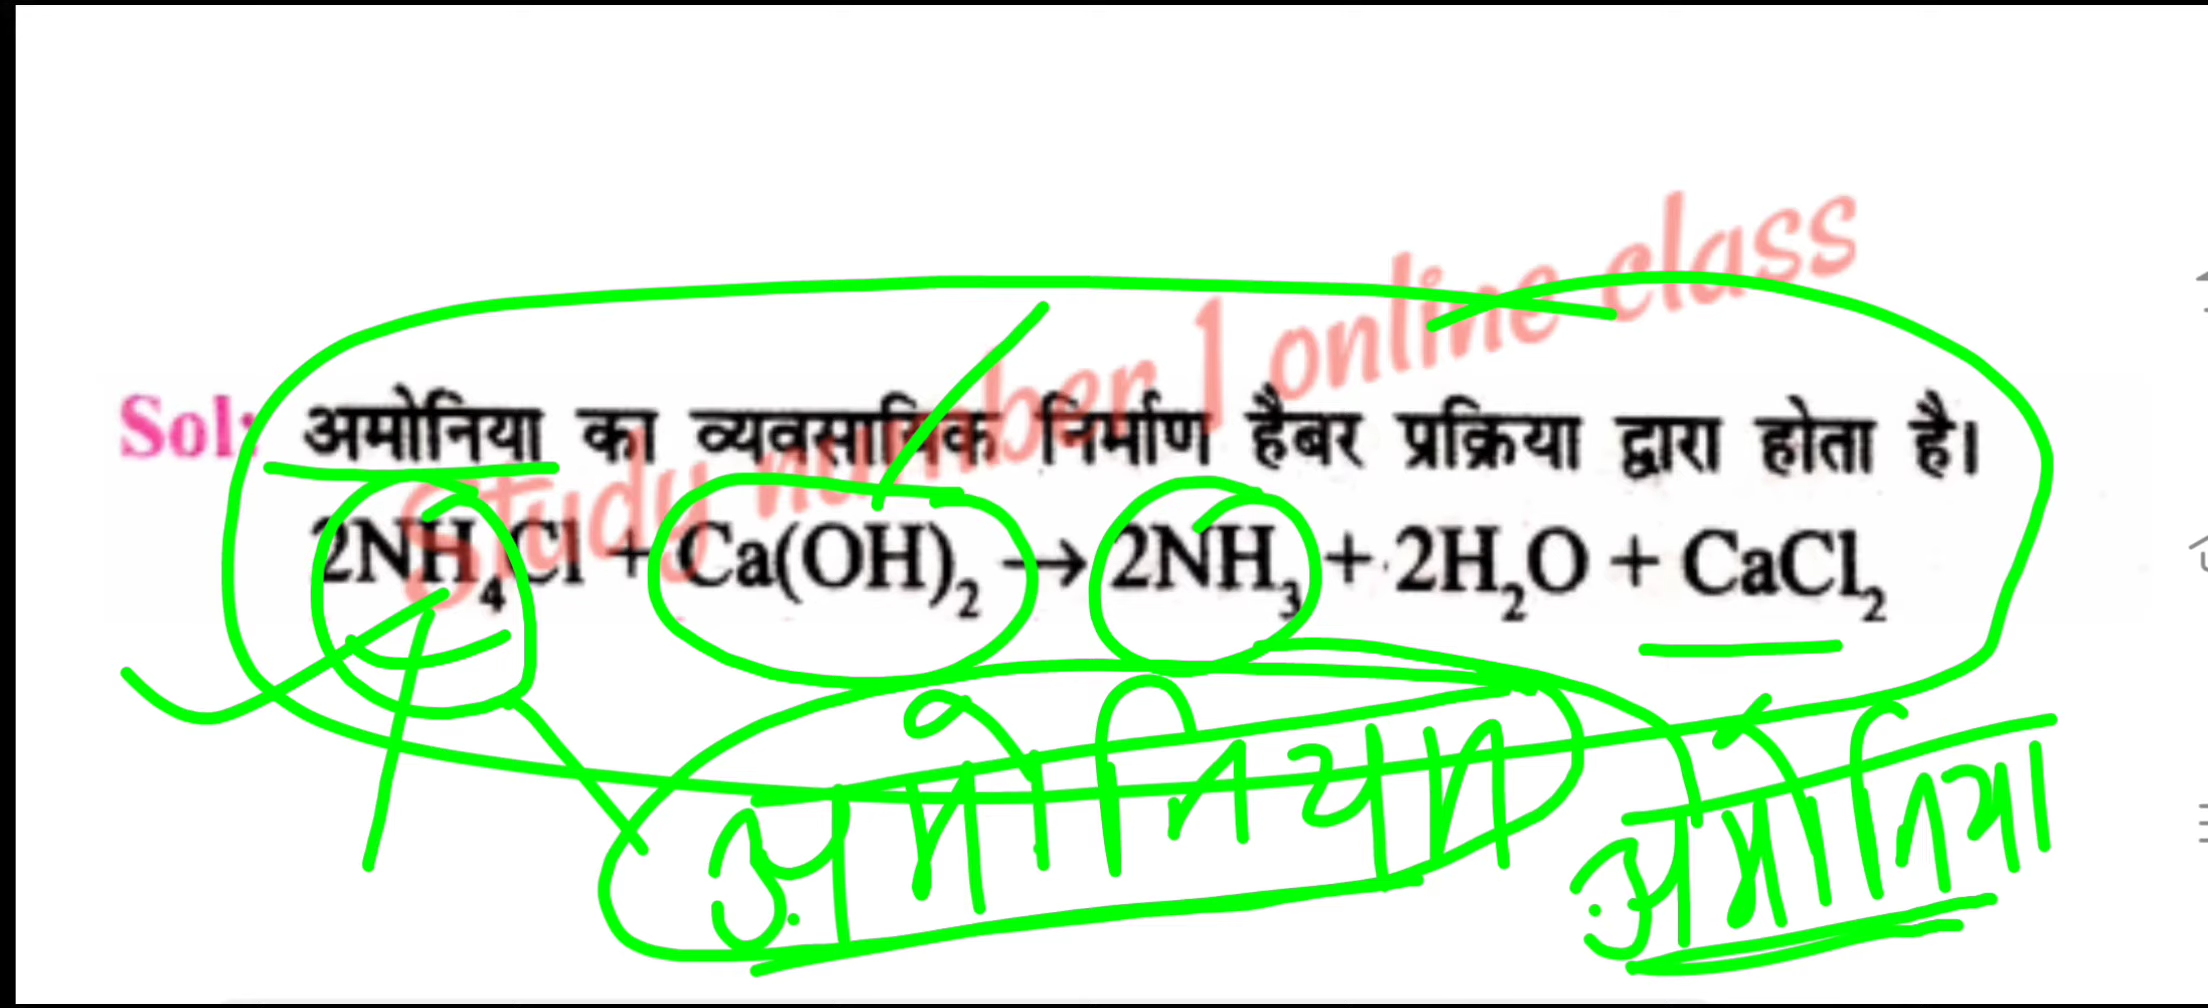 Study number 1 online class
Sol: अमोनिया का व्यवसायिक निर्माण हैबर प्रक्रिया द्वारा होता है।
2NH₄Cl + Ca(OH)₂ → 2NH₃ + 2H₂O + CaCl₂
अमोनियम अमोनिया